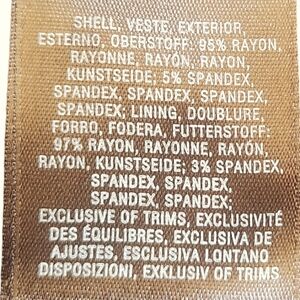 SHELL, VESTE, EXTERIOR,
ESTERNO, OBERSTOFF: 95% RAYON,
RAYONNE, RAYÓN, RAYON,
KUNSTSEIDE; 5% SPANDEX,
SPANDEX, SPANDEX, SPANDEX,
SPANDEX; LINING, DOUBLURE,
FORRO, FODERA, FUTTERSTOFF:
97% RAYON, RAYONNE, RAYÓN,
RAYON, KUNSTSEIDE; 3% SPANDEX,
SPANDEX, SPANDEX,
SPANDEX, SPANDEX;
EXCLUSIVE OF TRIMS, EXCLUSIVITÉ
DES ÉQUILIBRES, EXCLUSIVA DE
AJUSTES, ESCLUSIVA LONTANO
DISPOSIZIONI, EXKLUSIV OF TRIMS